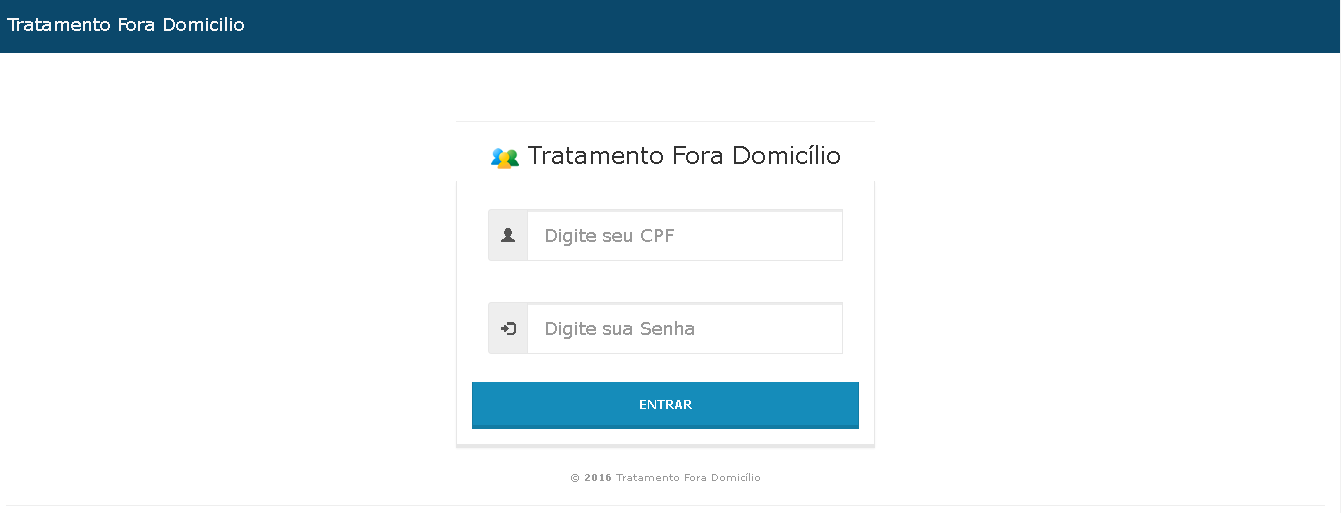 Tratamento Fora Domicilio
Tratamento Fora Domicílio
Digite seu CPF
Digite sua Senha
ENTRAR
© 2016 Tratamento Fora Domicílio